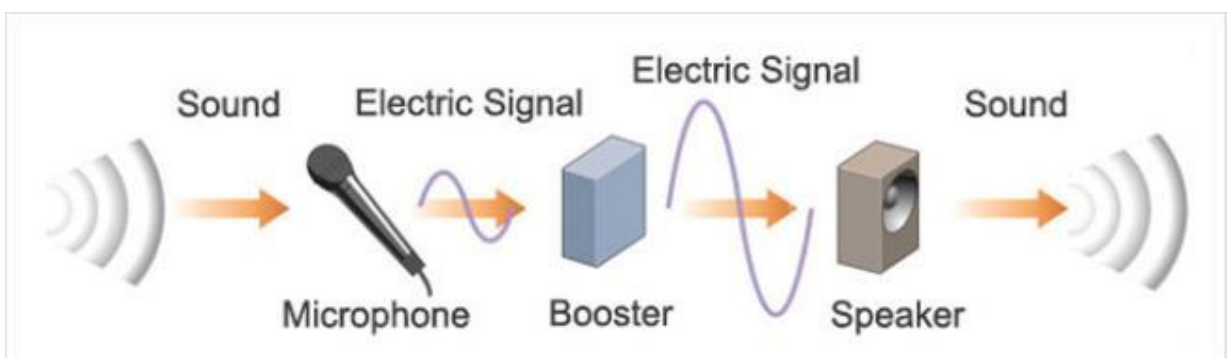 Sound
Electric Signal
Electric Signal
Sound
Microphone
Booster
Speaker